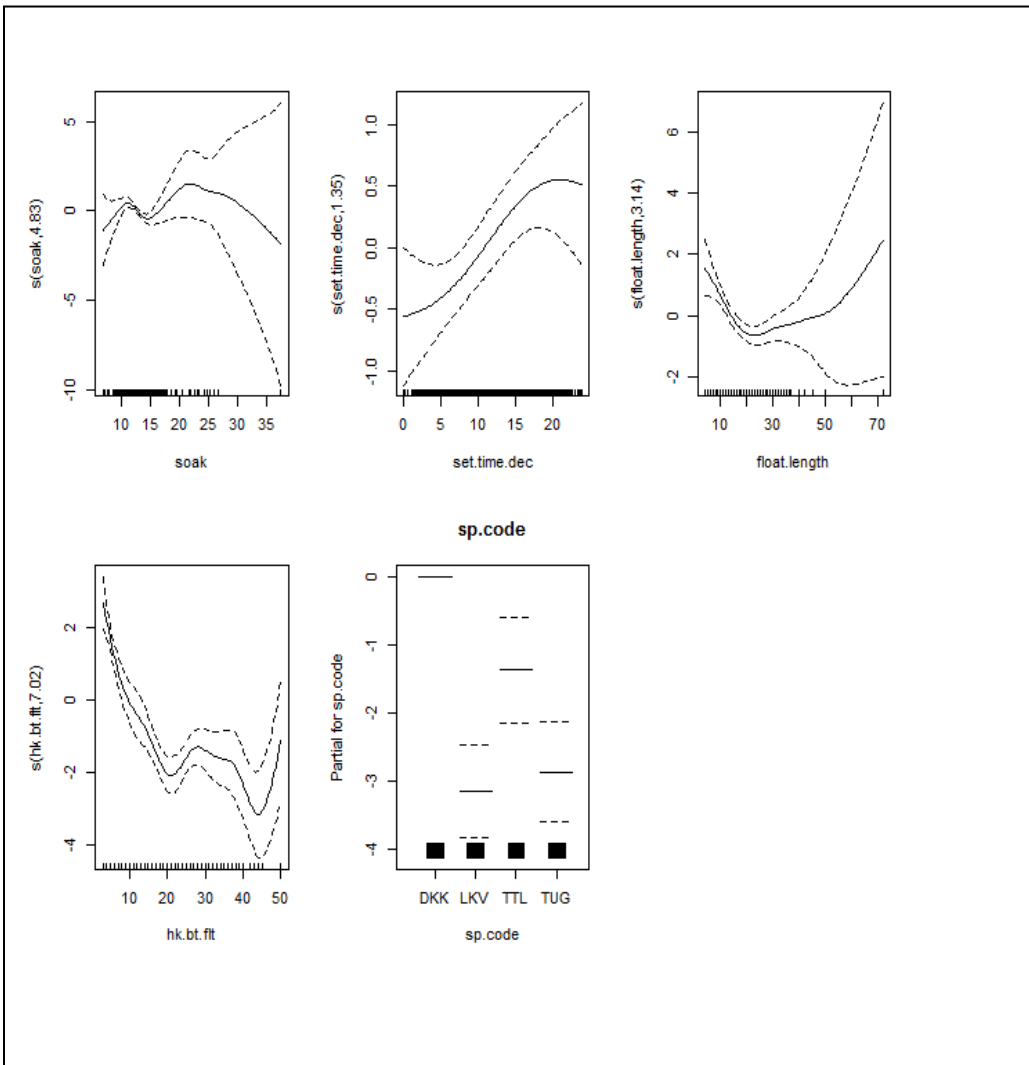 s(soak,4.83)
5
0
-5
-10
10 15 20 25 30 35
soak
s(set.time.dec,1.35)
1.0
0.5
0.0
-0.5
-1.0
0 5 10 15 20
set.time.dec
s(float.length,3.14)
6
4
2
0
-2
10 30 50 70
float.length
s(hk.bt.flt,7.02)
2
0
-2
-4
10 20 30 40 50
hk.bt.flt
sp.code
Partial for sp.code
0
-1
-2
-3
-4
DKK LKV TTL TUG
sp.code